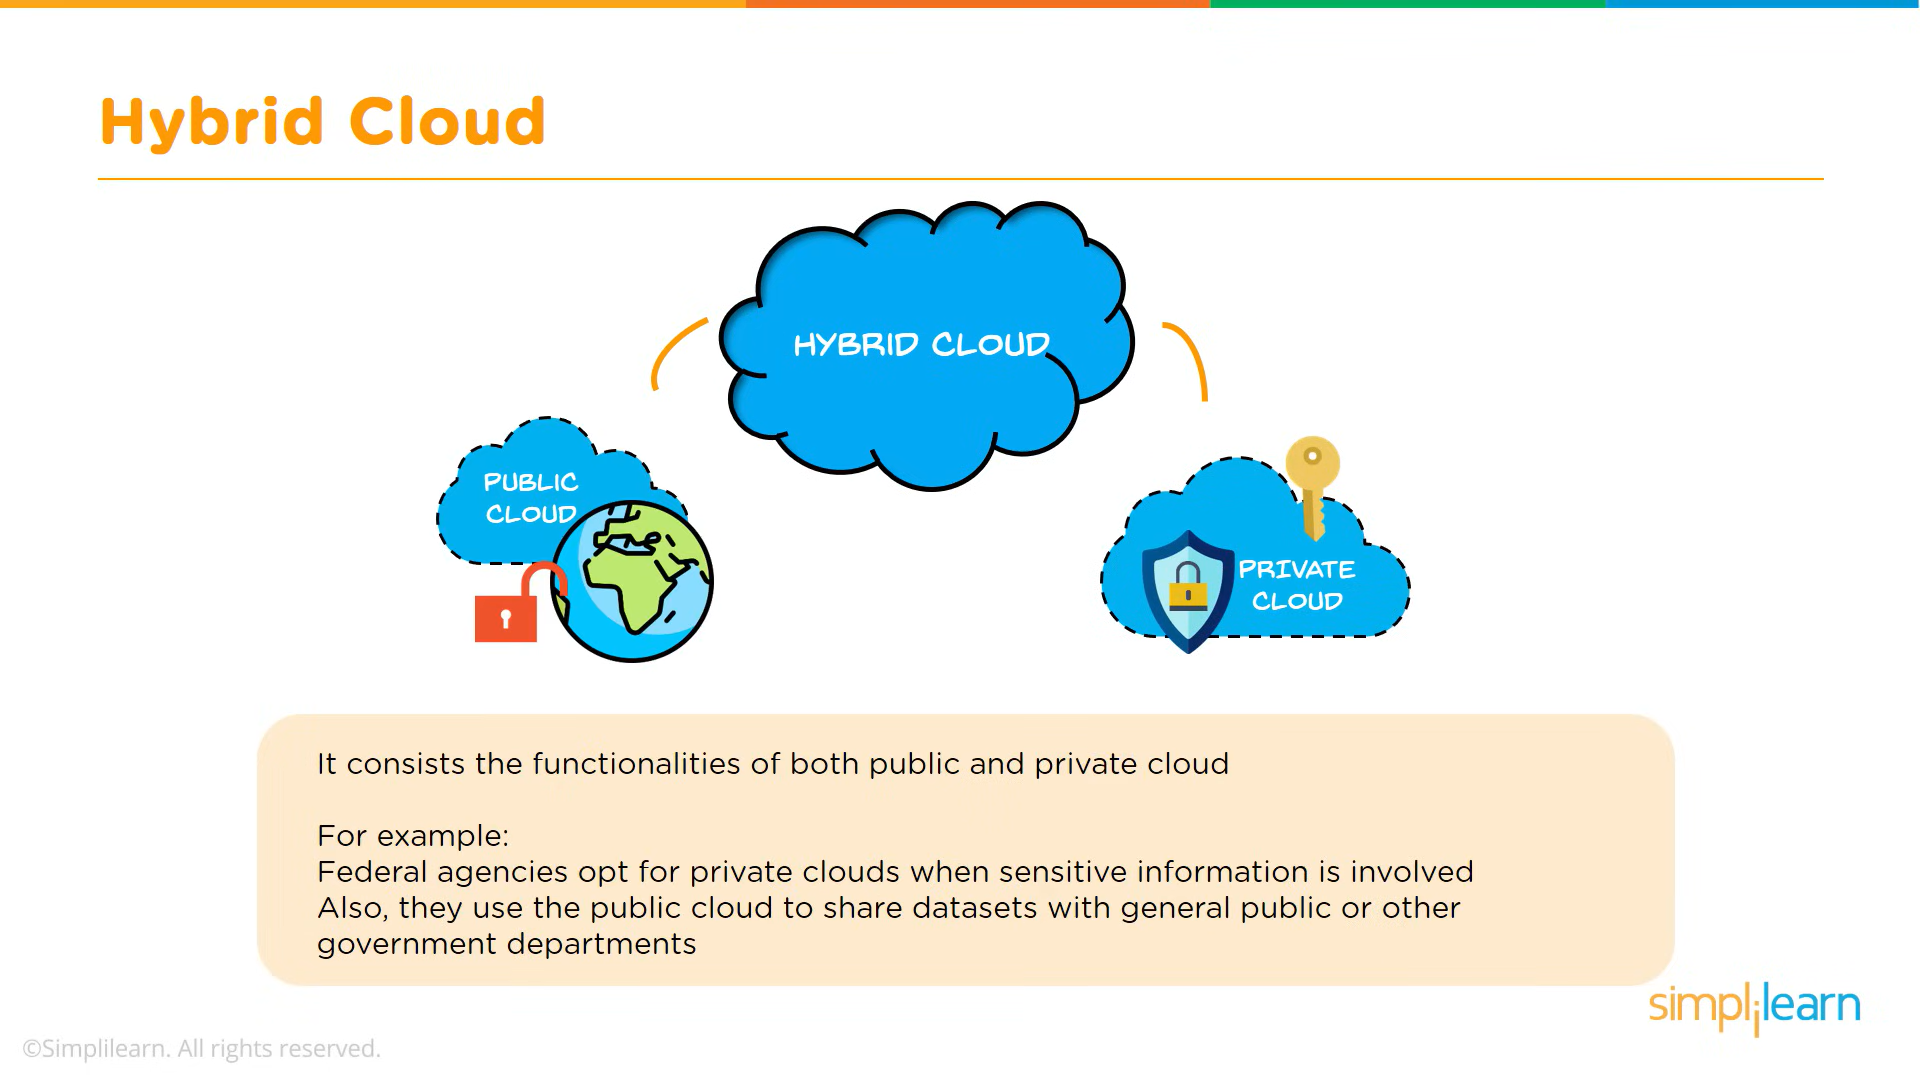 Hybrid Cloud
HYBRID CLOUD
PUBLIC
CLOUD
PRIVATE
CLOUD
It consists the functionalities of both public and private cloud
For example:
Federal agencies opt for private clouds when sensitive information is involved
Also, they use the public cloud to share datasets with general public or other
government departments
simplilearn
©Simplilearn. All rights reserved.